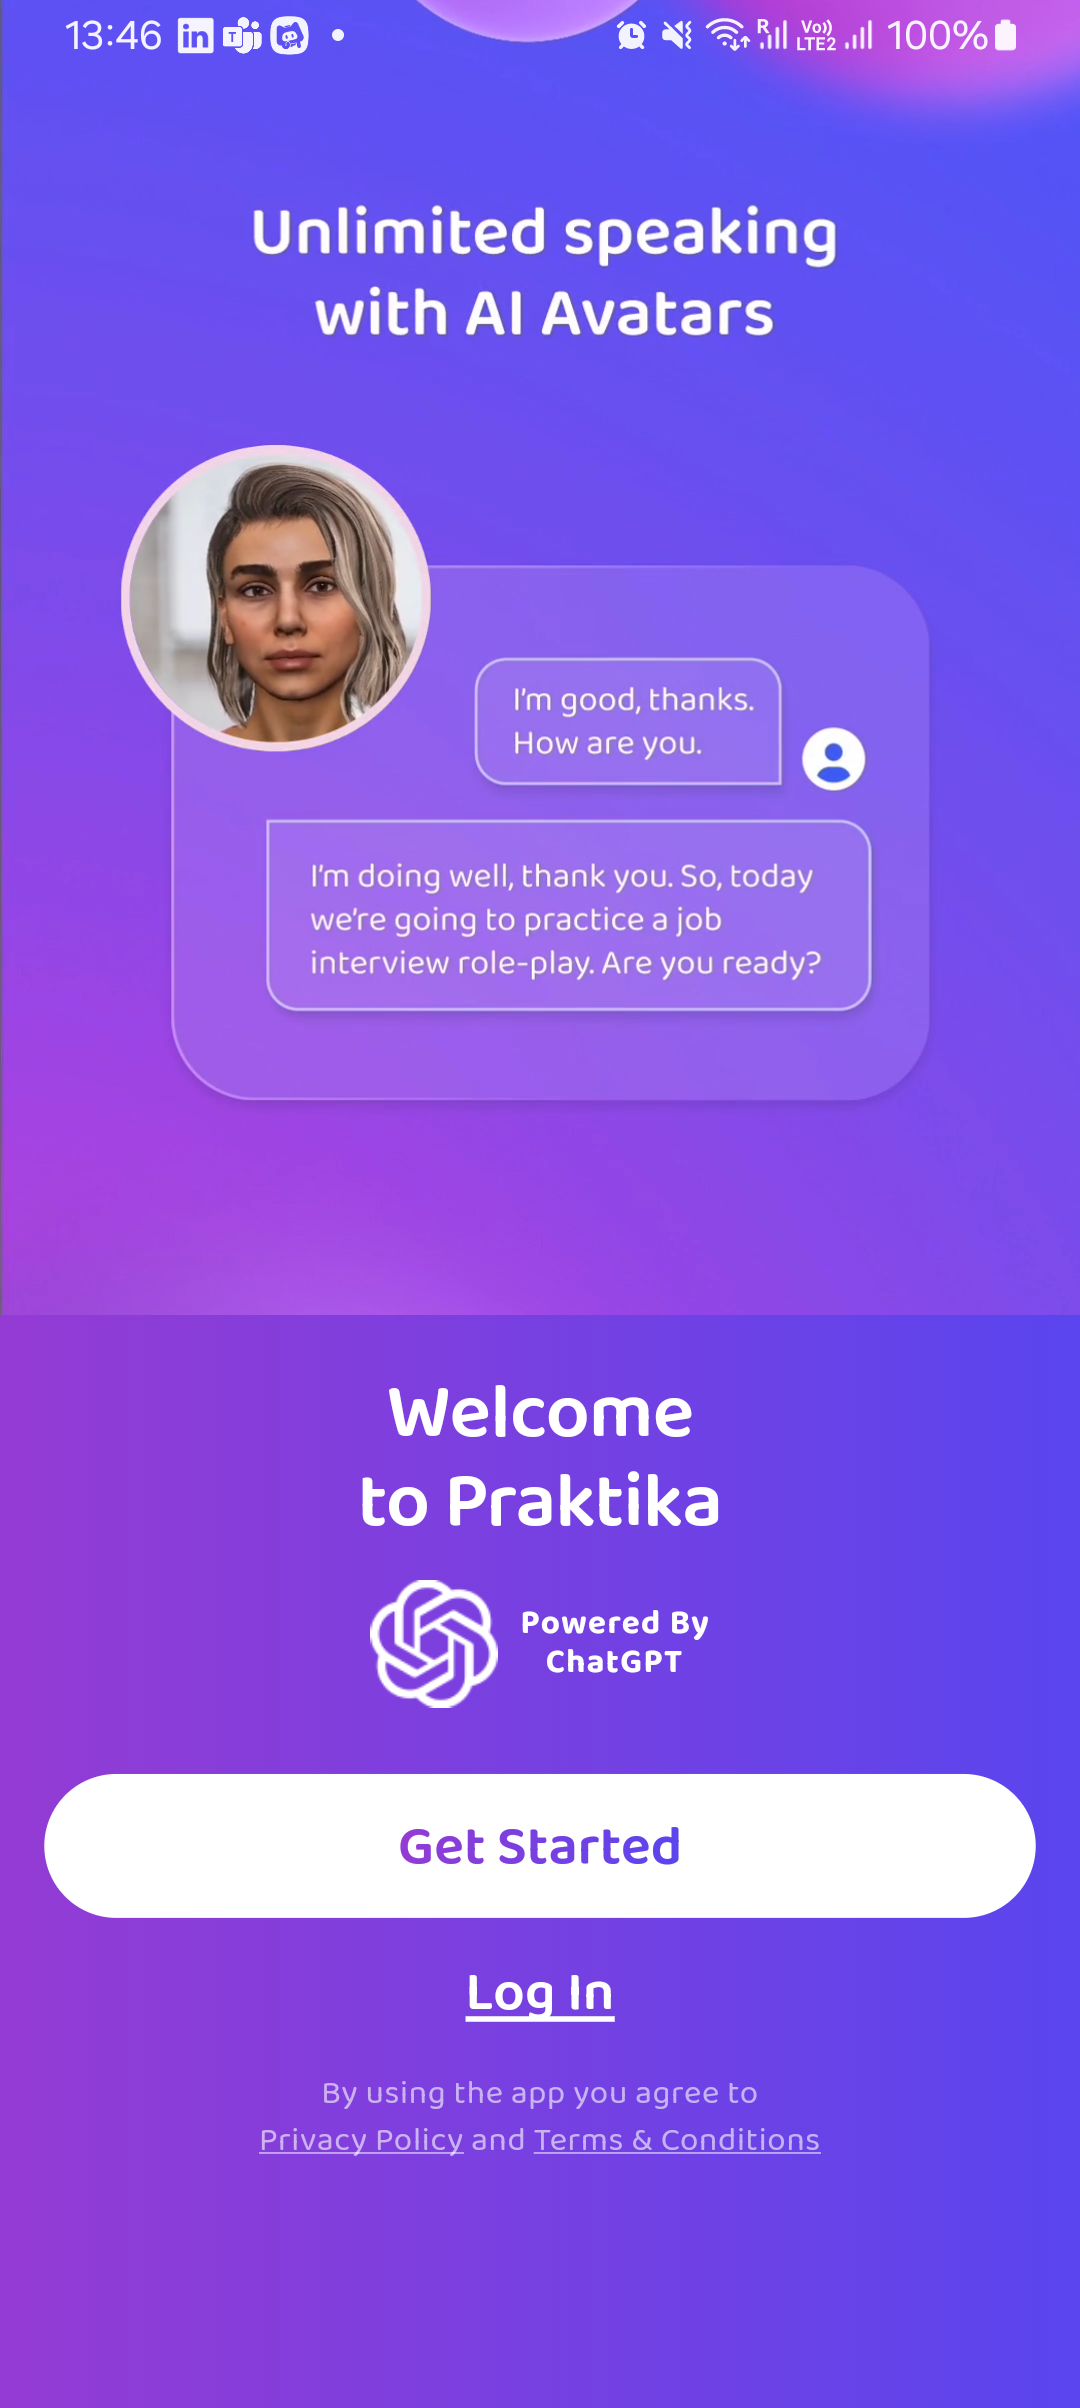 13:46
R
Vo))
LTE2
100%
Unlimited speaking
with AI Avatars
I'm good, thanks.
How are you.
I'm doing well, thank you. So, today
we're going to practice a job
interview role-play. Are you ready?
Welcome
to Praktika
Powered By
ChatGPT
Get Started
Log In
By using the app you agree to
Privacy Policy and Terms & Conditions